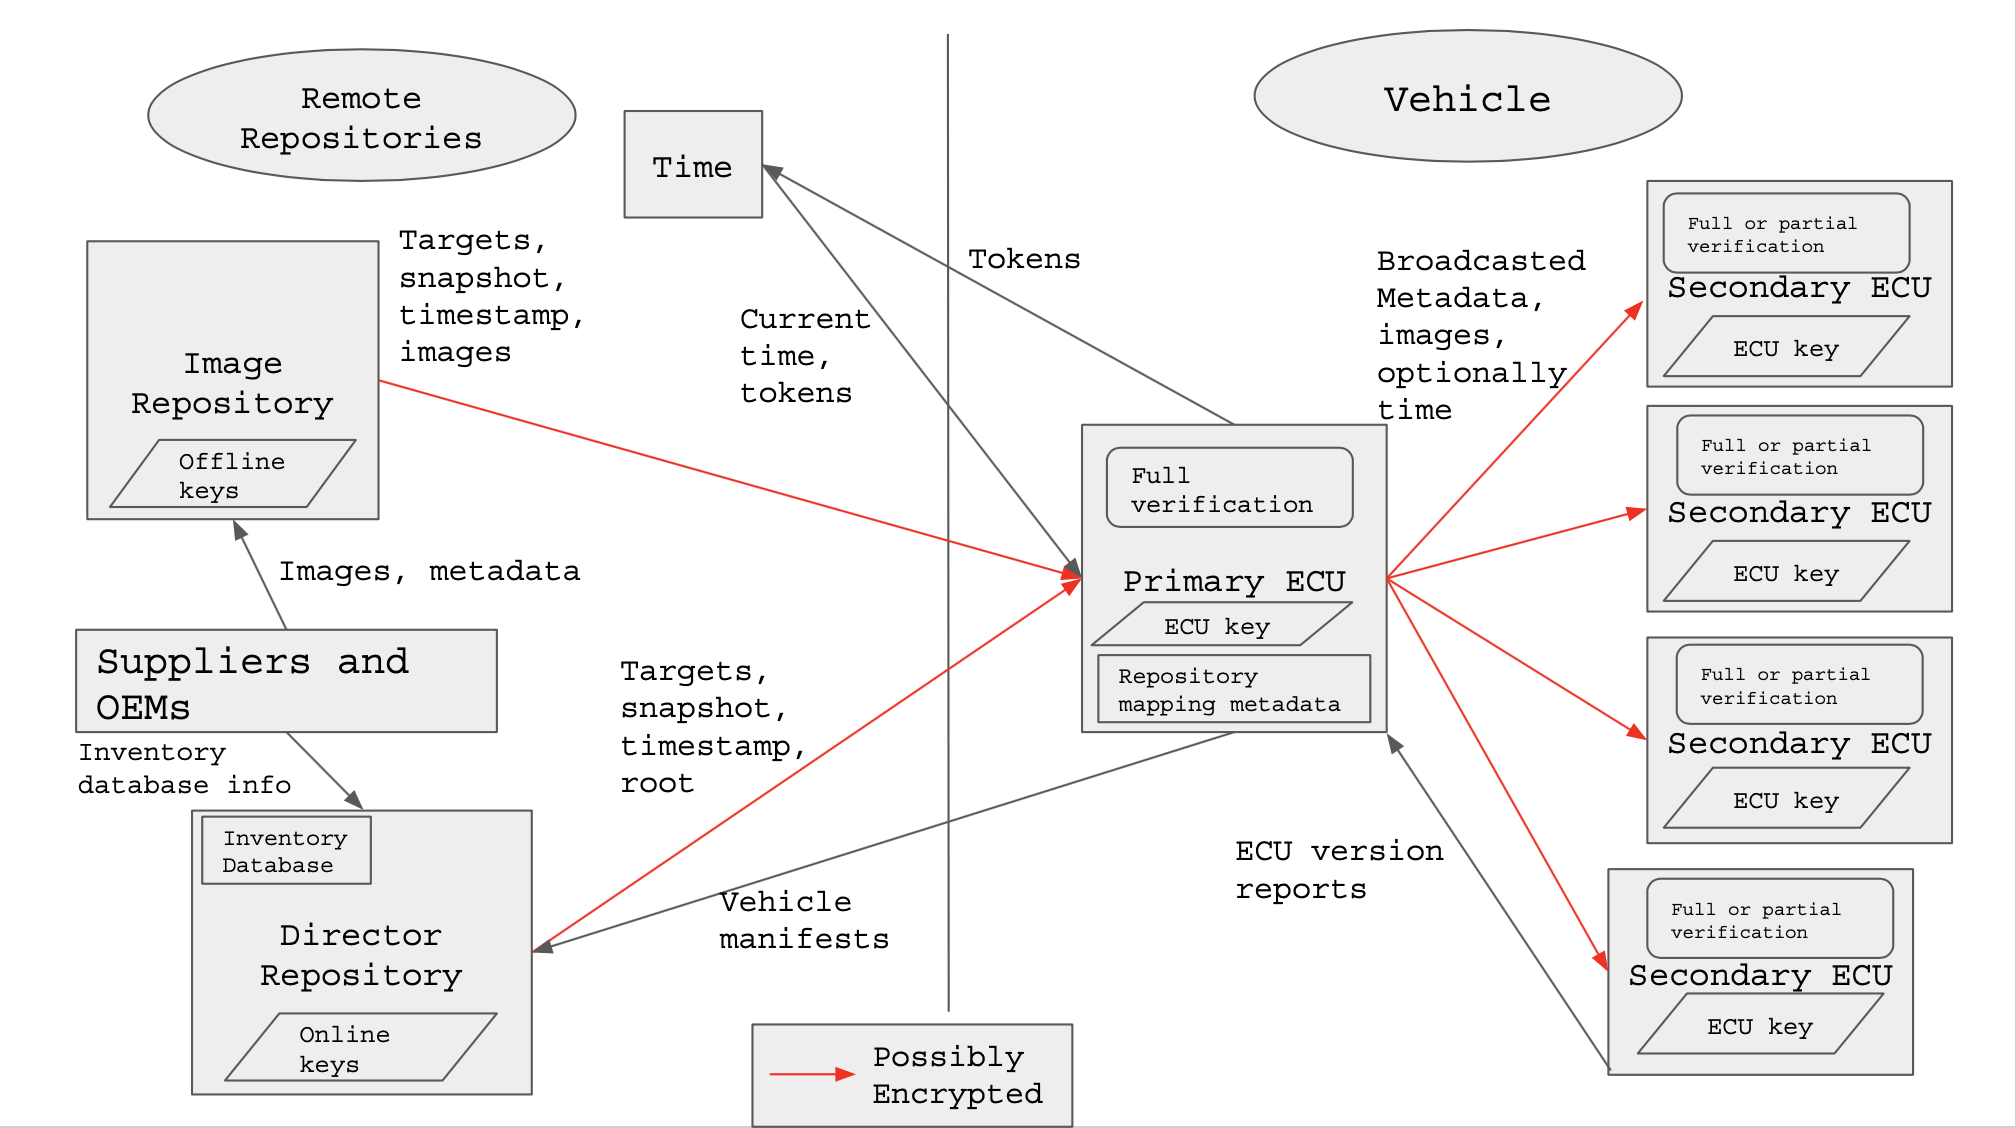 Remote
Repositories
Vehicle
Time
Targets,
snapshot,
timestamp,
images
Tokens
Current
time,
tokens
Broadcasted
Metadata,
images,
optionally
time
Image
Repository
Offline
keys
Images, metadata
Suppliers and
OEMs
Inventory
database info
Inventory
Database
Director
Repository
Online
keys
Targets,
snapshot,
timestamp,
root
Vehicle
manifests
Full
verification
Primary ECU
ECU key
Repository
mapping metadata
ECU version
reports
Full or partial
verification
Secondary ECU
ECU key
Full or partial
verification
Secondary ECU
ECU key
Full or partial
verification
Secondary ECU
ECU key
Full or partial
verification
Secondary ECU
ECU key
Possibly
Encrypted